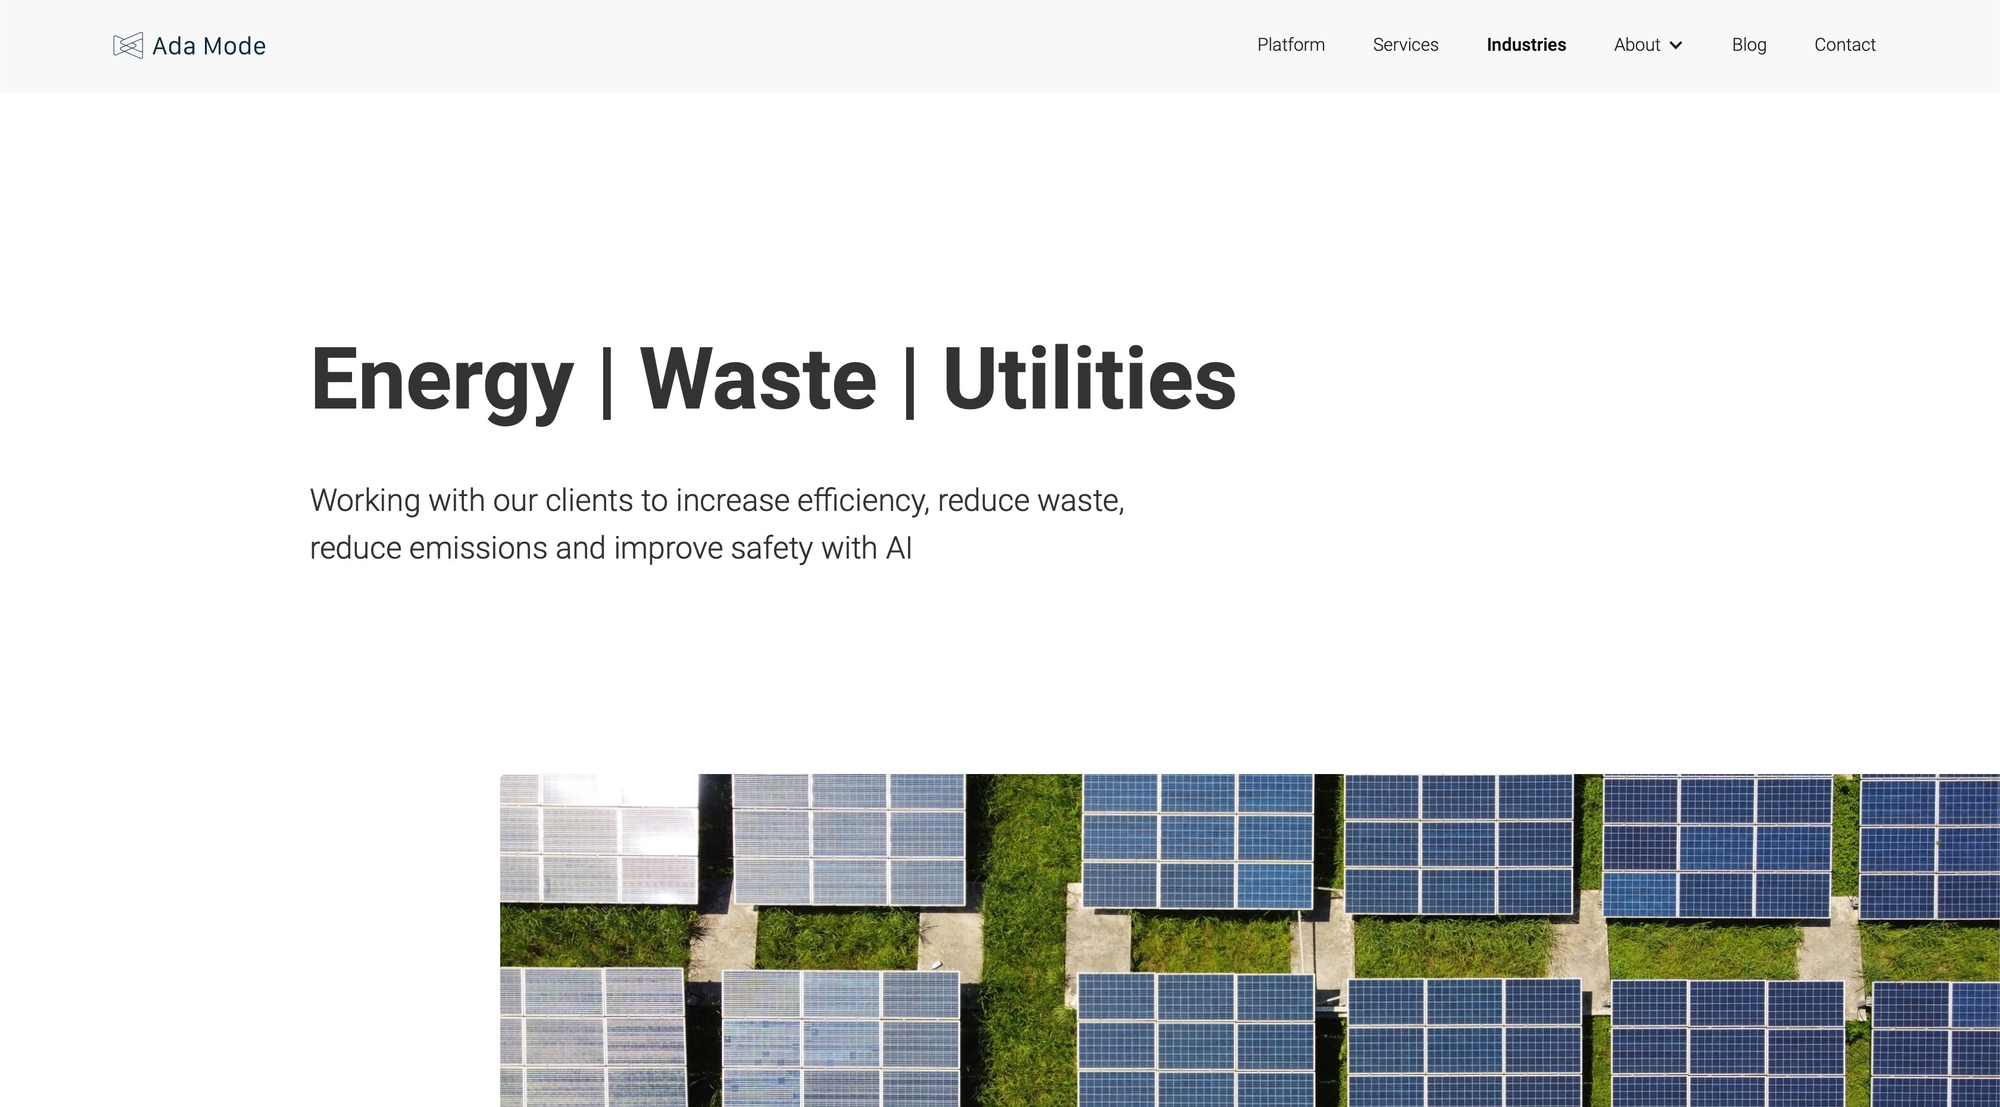 Ada Mode
Platform Services Industries About Blog Contact
Energy | Waste | Utilities
Working with our clients to increase efficiency, reduce waste,
reduce emissions and improve safety with AI